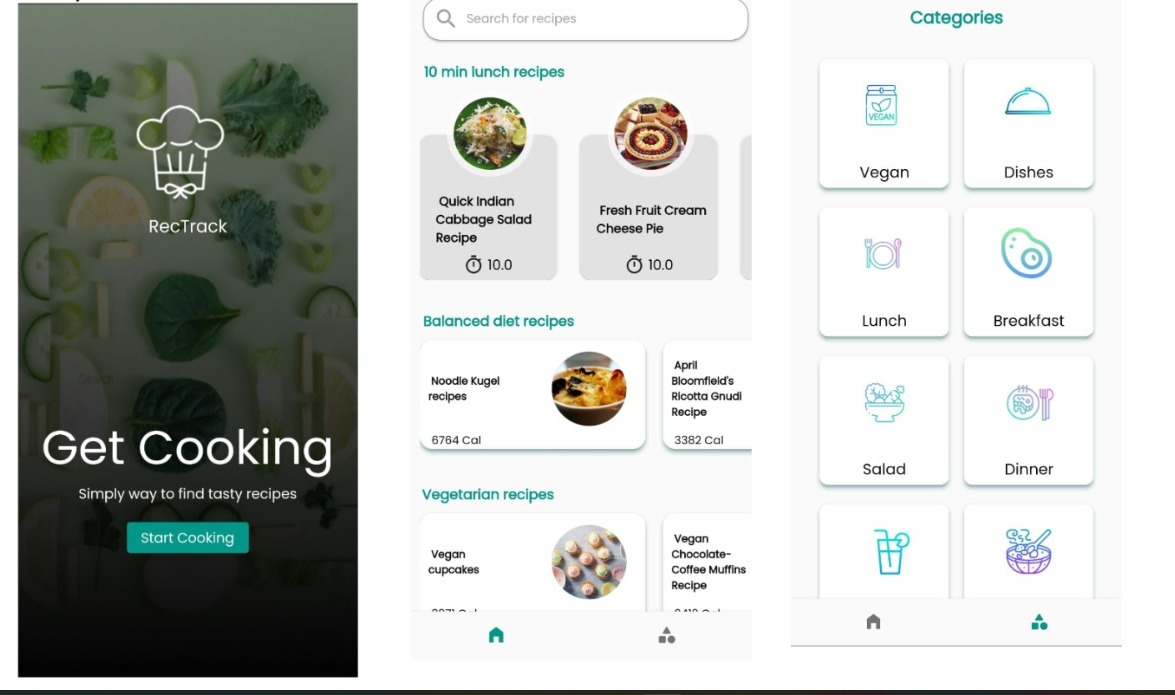 RecTrack
Search
Get Cooking
Simply way to find tasty recipes
Start Cooking
Search for recipes
10 min lunch recipes
Quick Indian
Cabbage Salad
Recipe
10.0
Fresh Fruit Cream
Cheese Pie
10.0
Balanced diet recipes
Noodle Kugel
recipes
6764 Cal
April
Bloomfield's
Ricotta Gnudi
Recipe
3382 Cal
Vegetarian recipes
Vegan
cupcakes
Vegan
Chocolate-
Coffee Muffins
Recipe
Categories
VEGAN
Vegan
Dishes
Lunch
Breakfast
Salad
Dinner